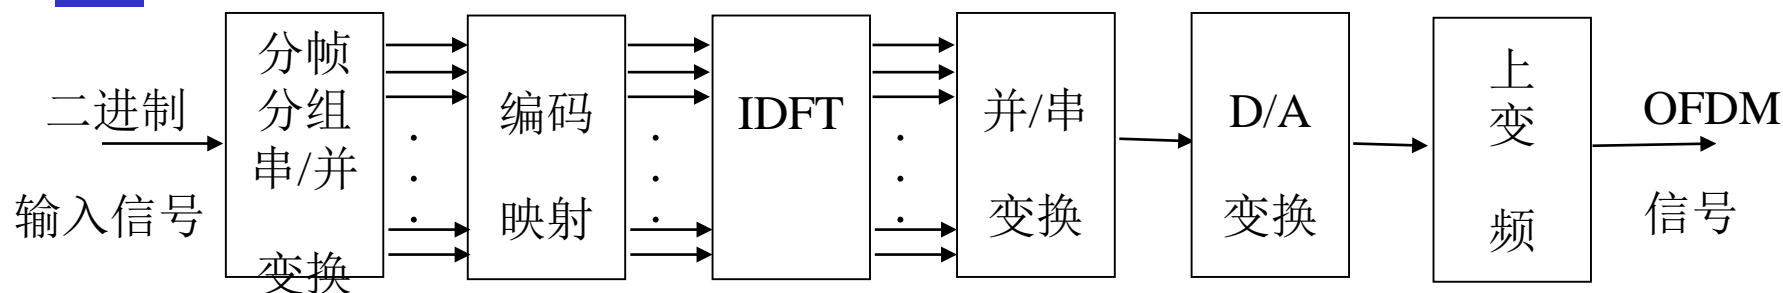 二进制
输入信号
分帧
分组
串/并
变换
编码
映射
IDFT
并/串
变换
D/A
变换
上
变
频
OFDM
信号